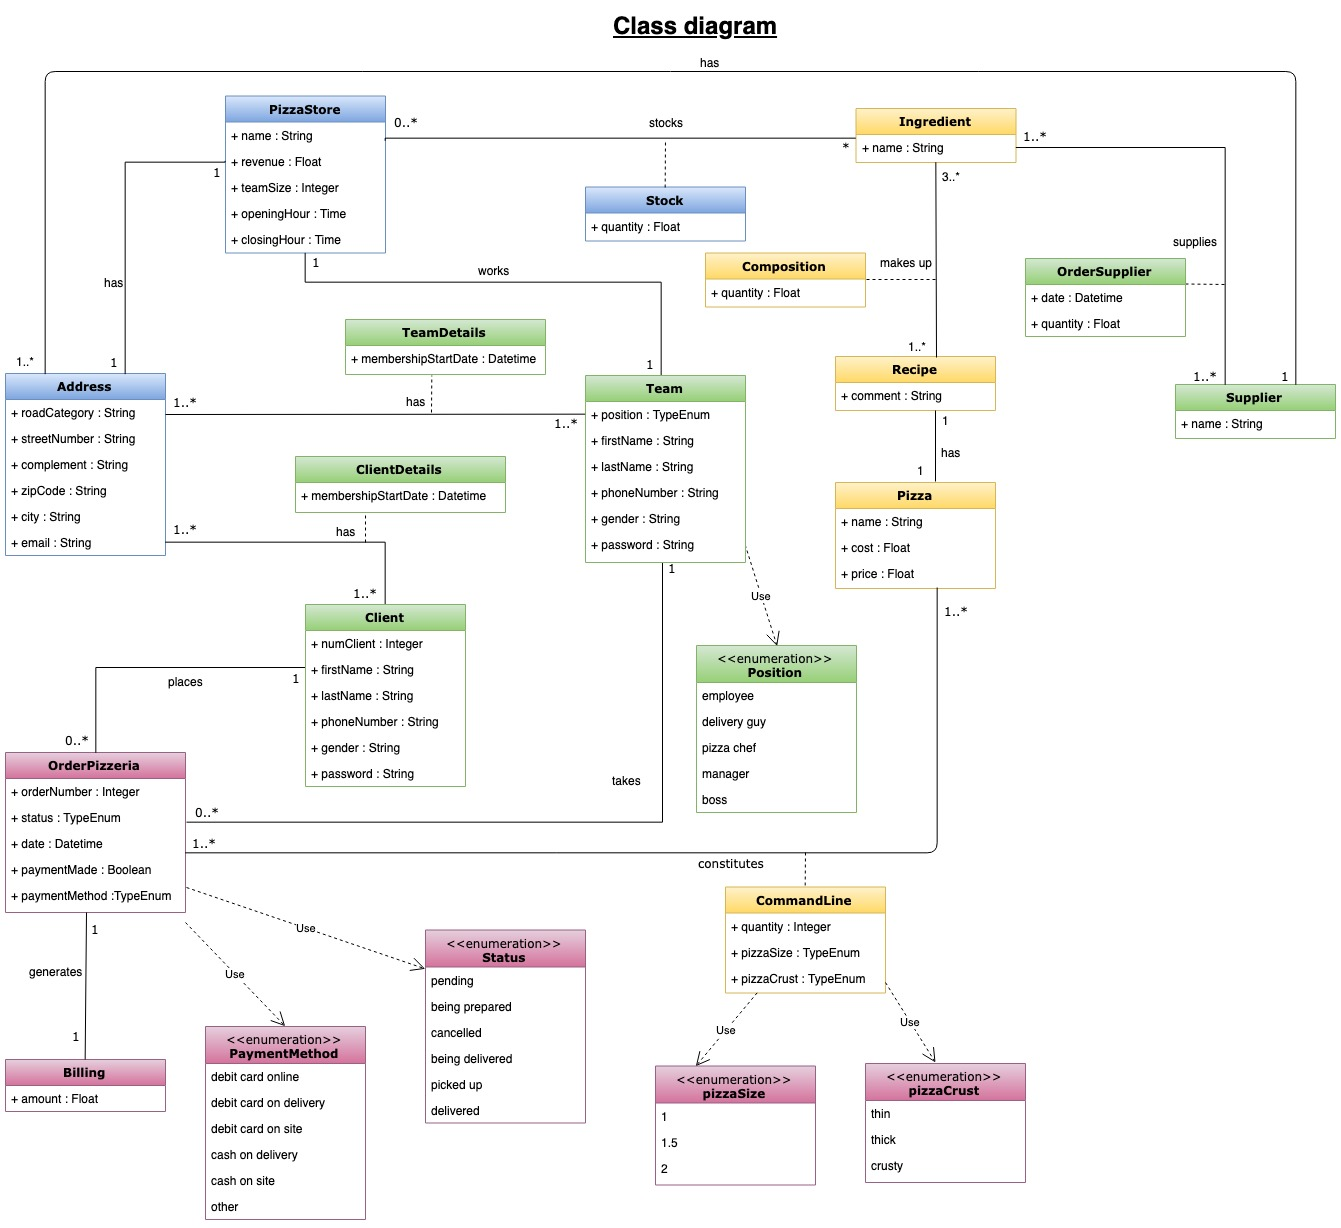 Class diagram
has
PizzaStore
+ name : String
+ revenue : Float
+ teamSize : Integer
+ openingHour : Time
+ closingHour : Time
0..*
stocks
*
Ingredient
+ name : String
1..*
3..*
Stock
+ quantity : Float
1
has
1
1
works
1
Composition
+ quantity : Float
makes up
supplies
OrderSupplier
+ date : Datetime
+ quantity : Float
TeamDetails
+ membershipStartDate : Datetime
1..*
Address
+ roadCategory : String
+ streetNumber : String
+ complement : String
+ zipCode : String
+ city : String
+ email : String
1..*
has
1..*
Team
+ position : TypeEnum
+ firstName : String
+ lastName : String
+ phoneNumber : String
+ gender : String
+ password : String
1..*
Recipe
+ comment : String
1
has
1
1..*
1
Supplier
+ name : String
ClientDetails
+ membershipStartDate : Datetime
1..*
has
1..*
Pizza
+ name : String
+ cost : Float
+ price : Float
1..*
Client
+ numClient : Integer
+ firstName : String
+ lastName : String
+ phoneNumber : String
+ gender : String
+ password : String
1
Use
<<enumeration>>
Position
employee
delivery guy
pizza chef
manager
boss
places
1
0..*
OrderPizzeria
+ orderNumber : Integer
+ status : TypeEnum
+ date : Datetime
+ paymentMade : Boolean
+ paymentMethod :TypeEnum
takes
0..*
1..*
constitutes
CommandLine
+ quantity : Integer
+ pizzaSize : TypeEnum
+ pizzaCrust : TypeEnum
1
generates
1
Billing
+ amount : Float
Use
Use
<<enumeration>>
Status
pending
being prepared
cancelled
being delivered
picked up
delivered
<<enumeration>>
PaymentMethod
debit card online
debit card on delivery
debit card on site
cash on delivery
cash on site
other
Use
Use
<<enumeration>>
pizzaSize
1
1.5
2
<<enumeration>>
pizzaCrust
thin
thick
crusty